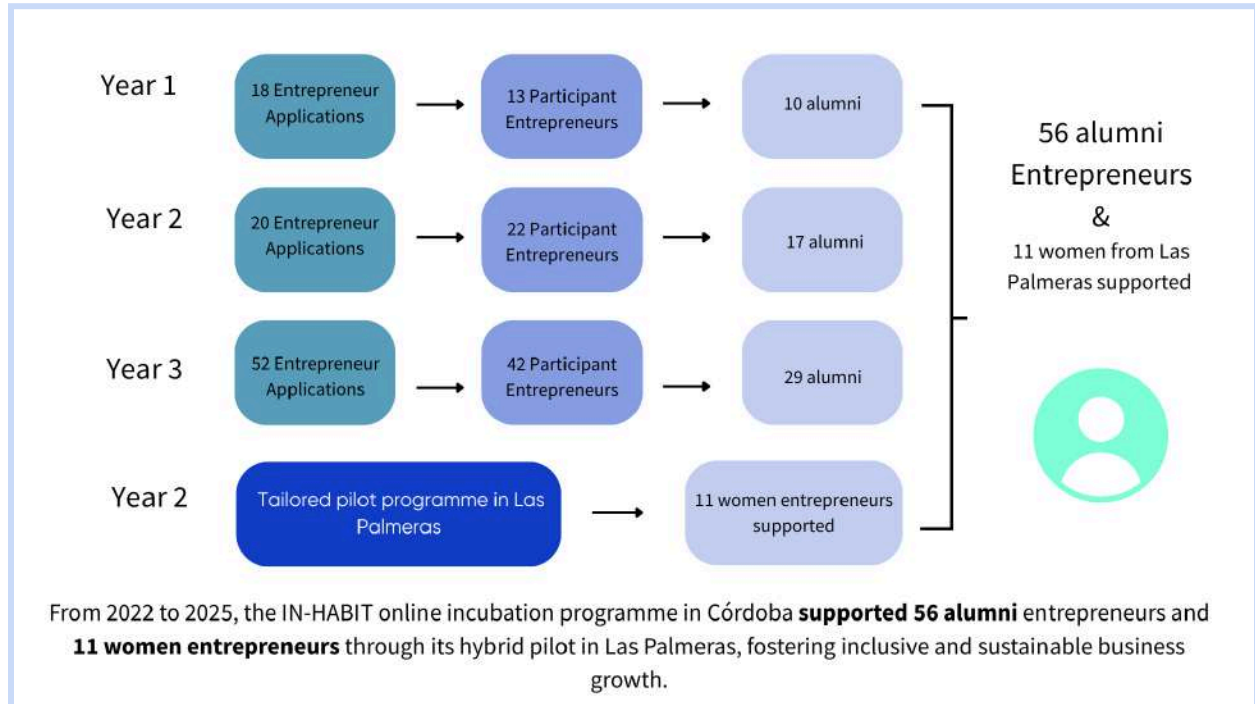 Year 1
18 Entrepreneur
Applications
13 Participant
Entrepreneurs
10 alumni
Year 2
20 Entrepreneur
Applications
22 Participant
Entrepreneurs
17 alumni
Year 3
52 Entrepreneur
Applications
42 Participant
Entrepreneurs
29 alumni
Year 2
Tailored pilot programme in Las
Palmeras
11 women entrepreneurs
supported
56 alumni
Entrepreneurs
&
11 women from Las
Palmeras supported
From 2022 to 2025, the IN-HABIT online incubation programme in Córdoba supported 56 alumni entrepreneurs and
11 women entrepreneurs through its hybrid pilot in Las Palmeras, fostering inclusive and sustainable business
growth.